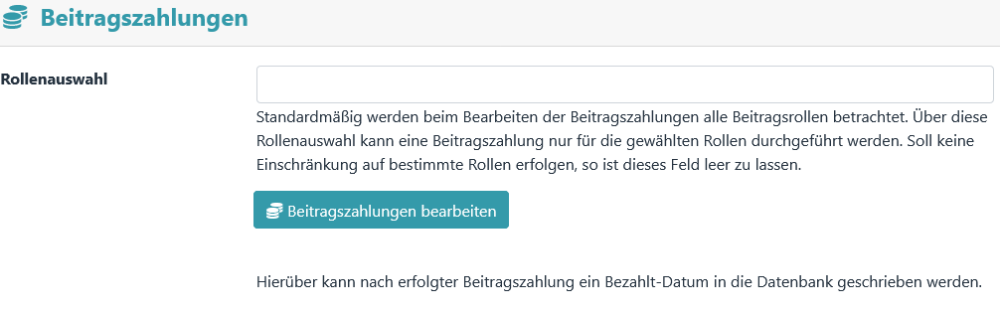 Beitragszahlungen
Rollenauswahl
Standardmäßig werden beim Bearbeiten der Beitragszahlungen alle Beitragsrollen betrachtet. Über diese
Rollenauswahl kann eine Beitragszahlung nur für die gewählten Rollen durchgeführt werden. Soll keine
Einschränkung auf bestimmte Rollen erfolgen, so ist dieses Feld leer zu lassen.
Beitragszahlungen bearbeiten
Hierüber kann nach erfolgter Beitragszahlung ein Bezahlt-Datum in die Datenbank geschrieben werden.